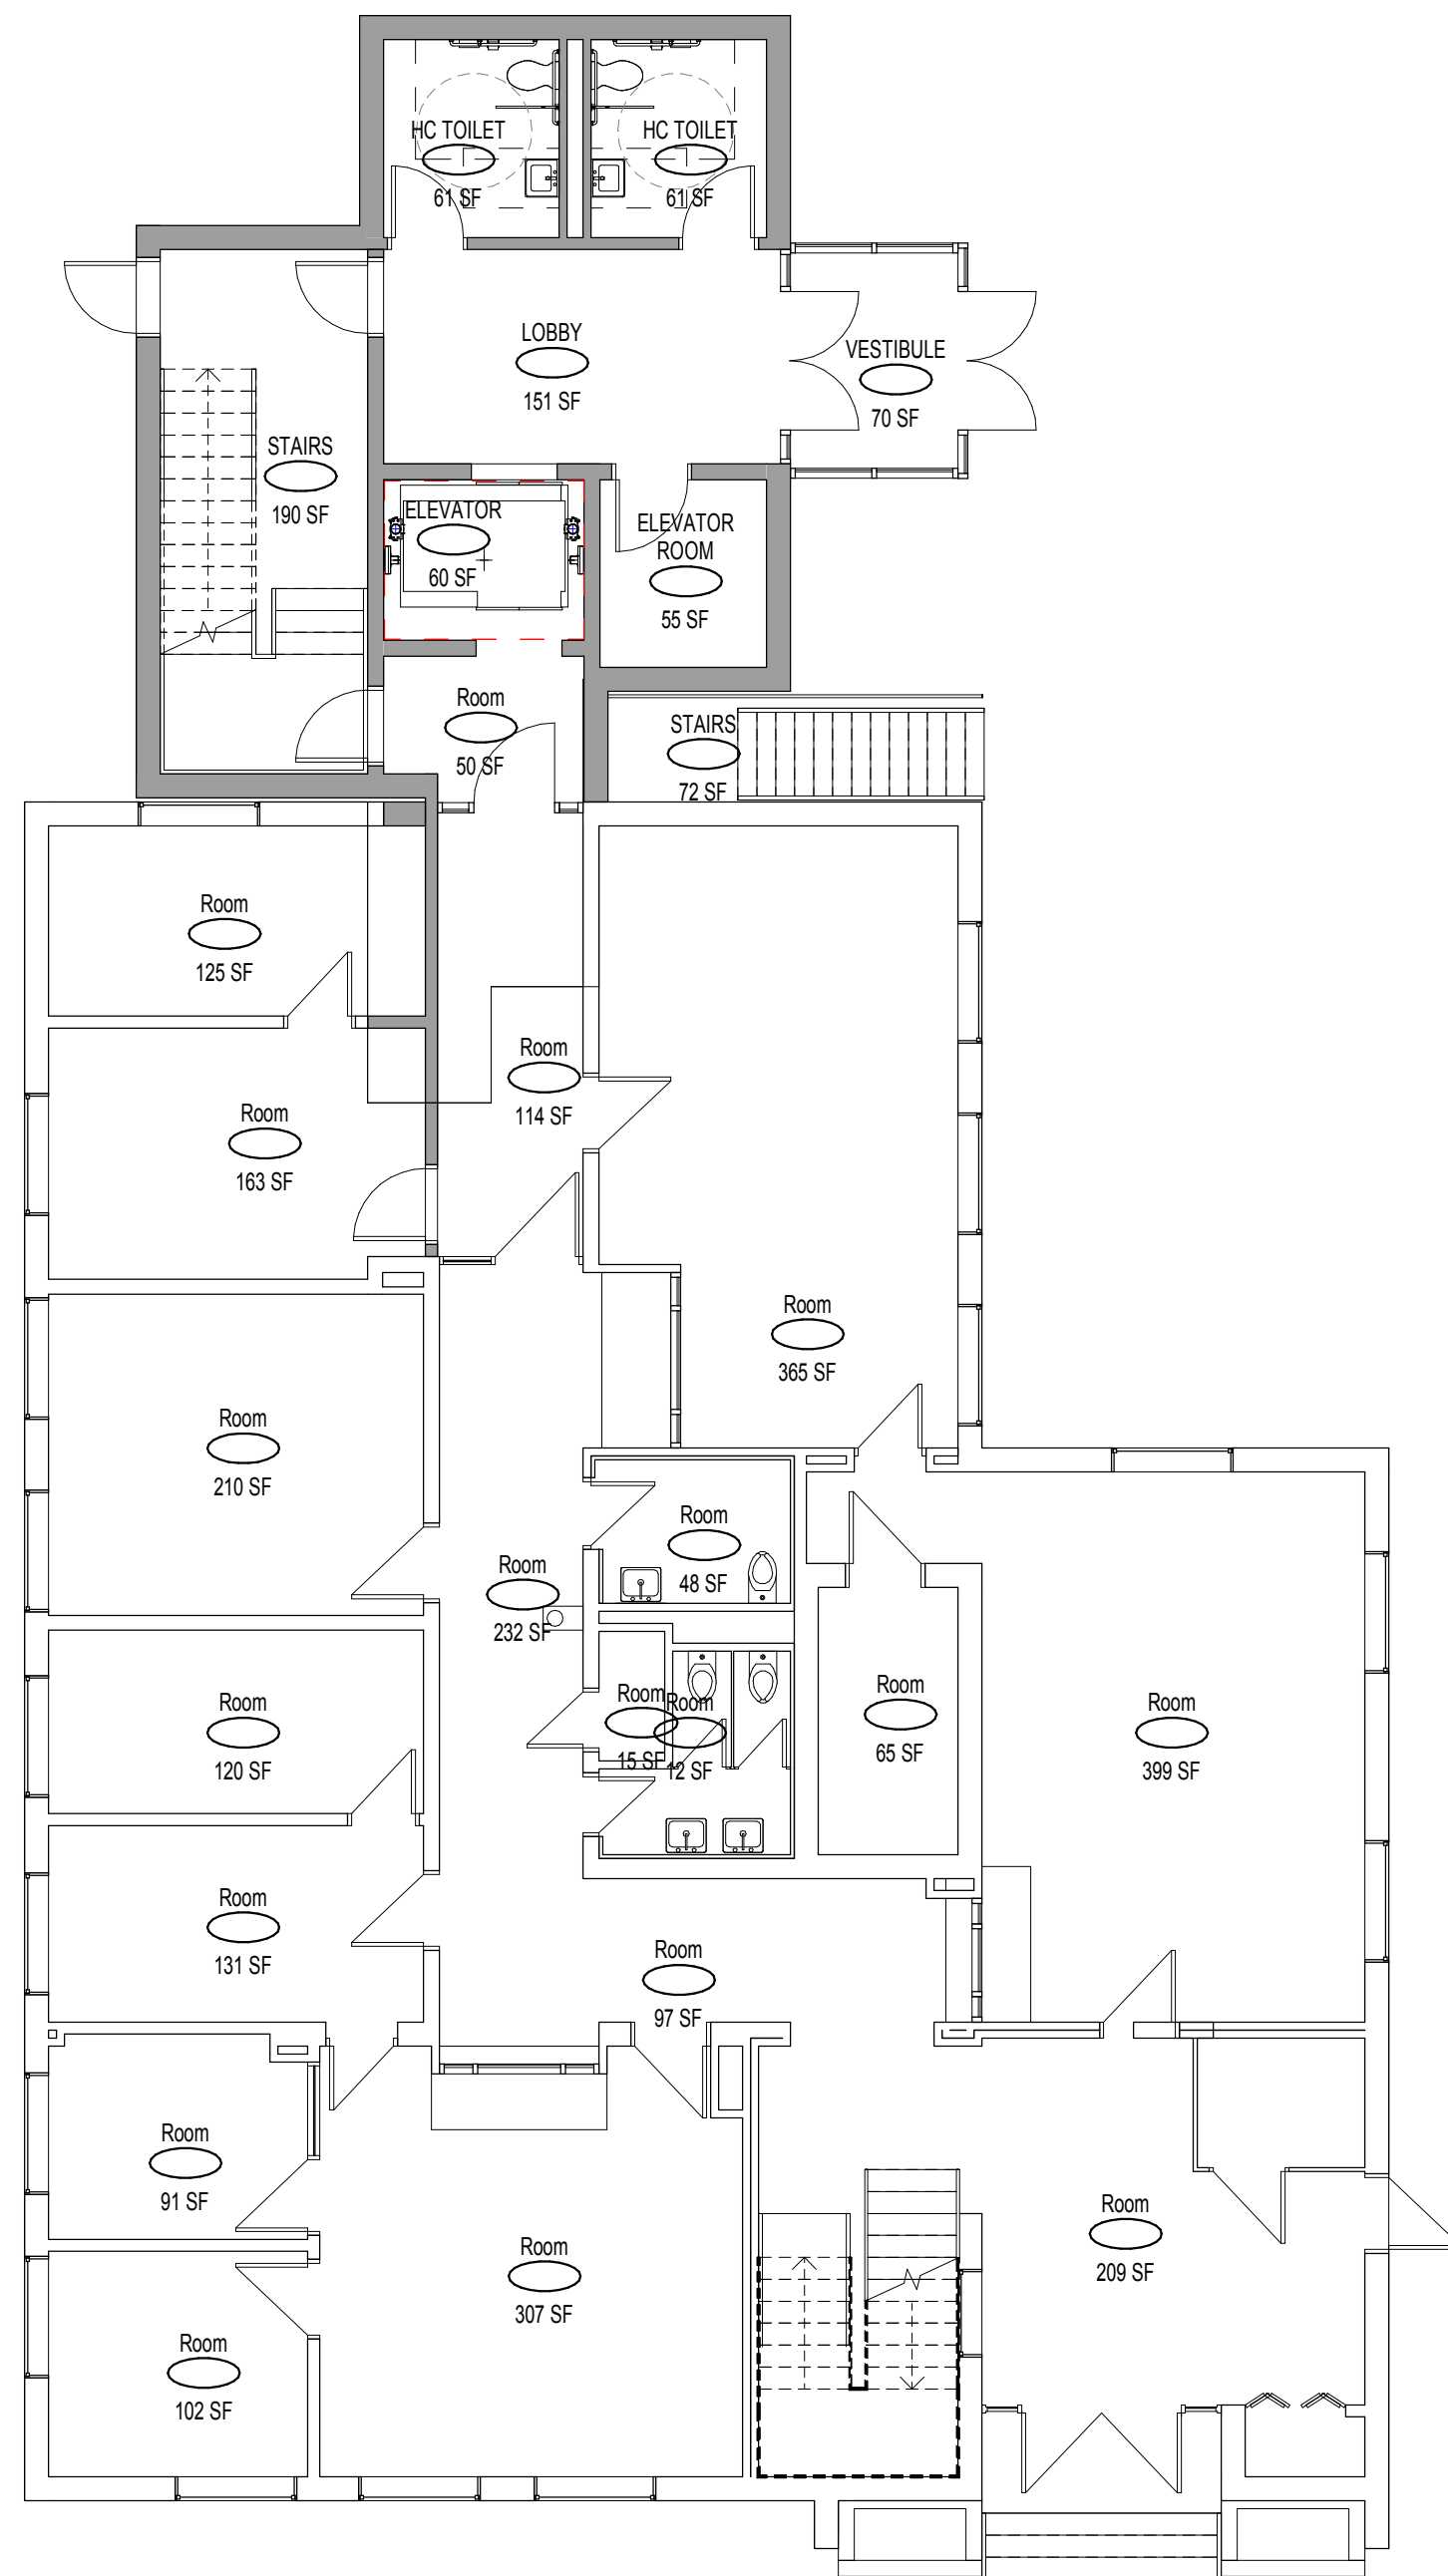 HC TOILET
61 SF
HC TOILET
61 SF
LOBBY
151 SF
VESTIBULE
70 SF
STAIRS
190 SF
ELEVATOR
60 SF
ELEVATOR
ROOM
55 SF
Room
50 SF
STAIRS
72 SF
Room
125 SF
Room
114 SF
Room
163 SF
Room
365 SF
Room
210 SF
Room
48 SF
Room
232 SF
Room
15 SF
Room
12 SF
Room
65 SF
Room
120 SF
Room
399 SF
Room
131 SF
Room
97 SF
Room
91 SF
Room
209 SF
Room
307 SF
Room
102 SF